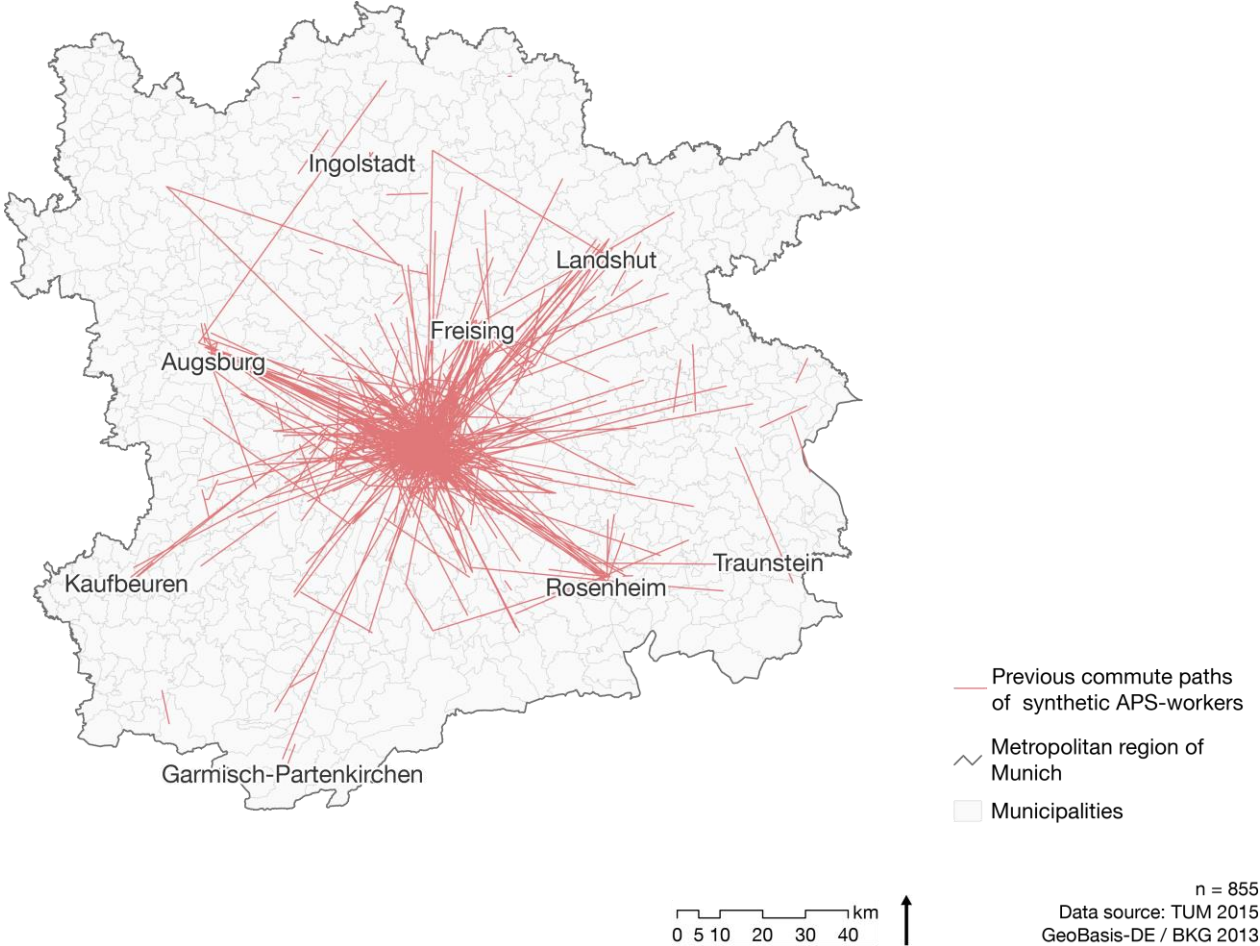 Ingolstadt
Landshut
Freising
Augsburg
Traunstein
Kaufbeuren
Rosenheim
Garmisch-Partenkirchen
Previous commute paths
of synthetic APS-workers
Metropolitan region of
Munich
Municipalities
km
0 5 10 20 30 40
n = 855
Data source: TUM 2015
GeoBasis-DE / BKG 2013